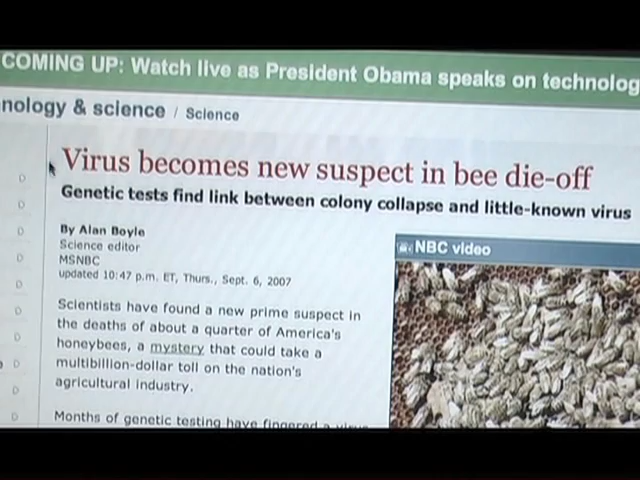 COMING UP: Watch live as President Obama speaks on technolog
nology & science / Science
Virus becomes new suspect in bee die-off
Genetic tests find link between colony collapse and little-known virus
By Alan Boyle
Science editor
MSNBC
updated 10:47 p.m. ET, Thurs., Sept. 6, 2007
NBC video
Scientists have found a new prime suspect in
the deaths of about a quarter of America's
honeybees, a mystery that could take a
multibillion-dollar toll on the nation's
agricultural industry.
Months of genetic testing have fingered a virus